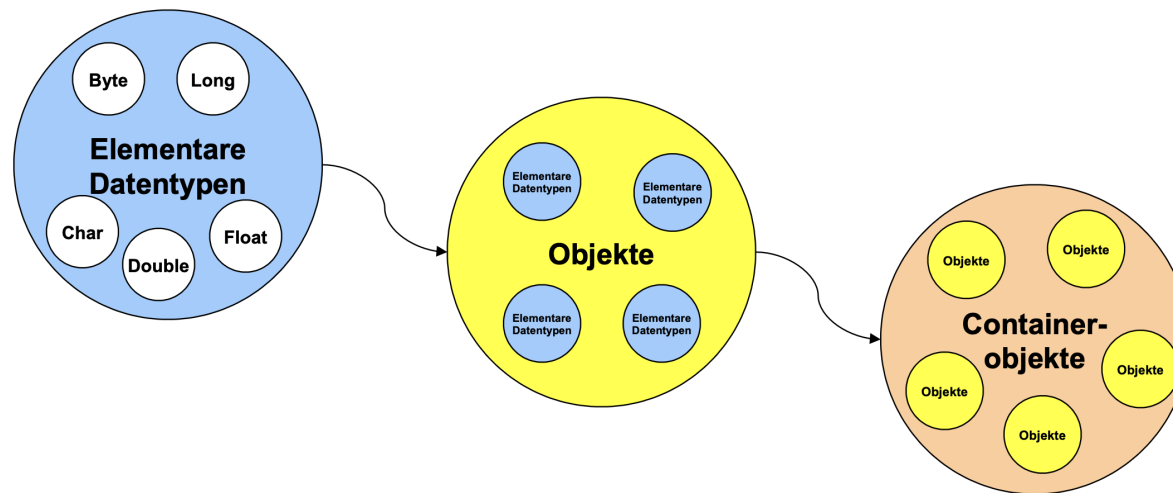 Byte
Long
Elementare
Datentypen
Char
Double
Float
Elementare
Datentypen
Elementare
Datentypen
Objekte
Elementare
Datentypen
Elementare
Datentypen
Objekte
Objekte
Container-
objekte
Objekte
Objekte
Objekte